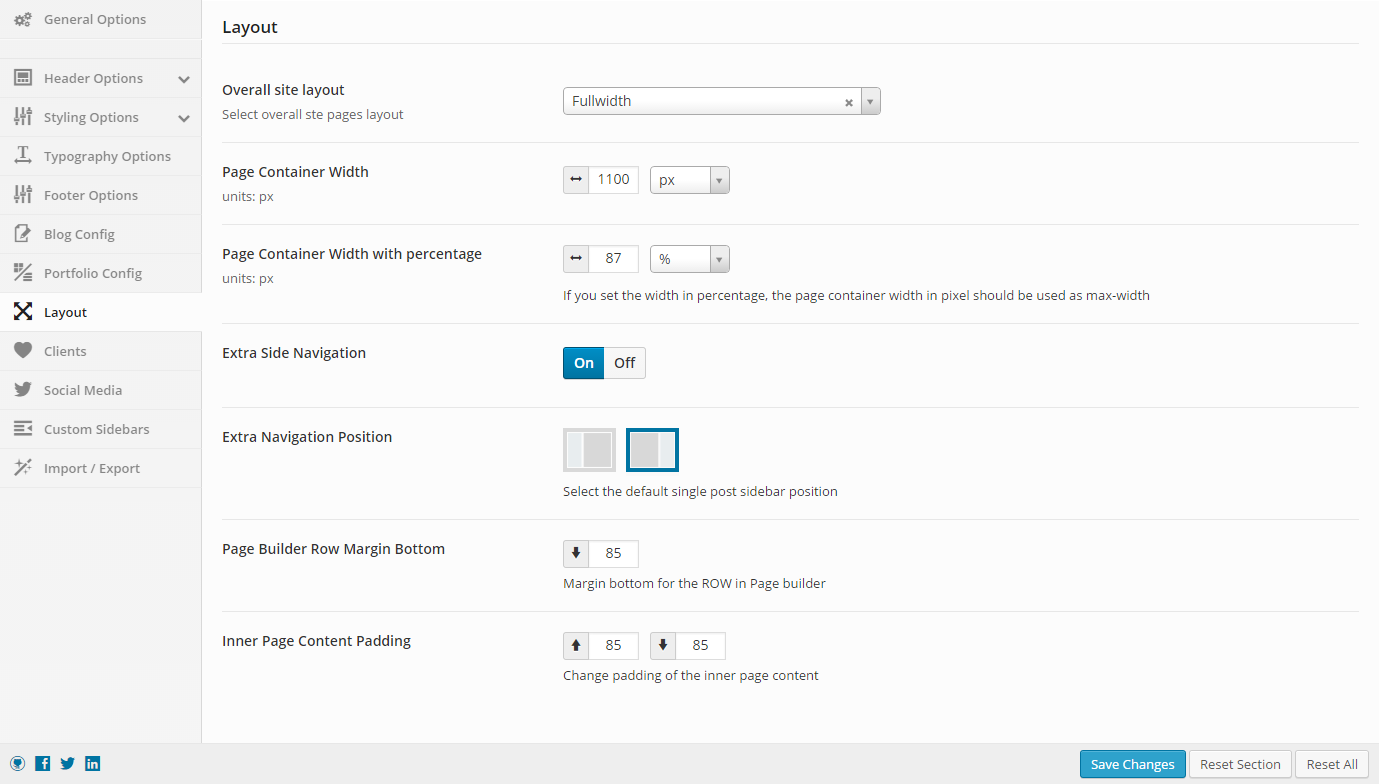 General Options
Header Options
Styling Options
Typography Options
Footer Options
Blog Config
Portfolio Config
Layout
Clients
Social Media
Custom Sidebars
Import / Export
Layout
Overall site layout
Select overall ste pages layout
Fullwidth
Page Container Width
units: px
1100
px
Page Container Width with percentage
units: px
87
%
If you set the width in percentage, the page container width in pixel should be used as max-width
Extra Side Navigation
On Off
Extra Navigation Position
Select the default single post sidebar position
Page Builder Row Margin Bottom
85
Margin bottom for the ROW in Page builder
Inner Page Content Padding
85 85
Change padding of the inner page content
Save Changes Reset Section Reset All